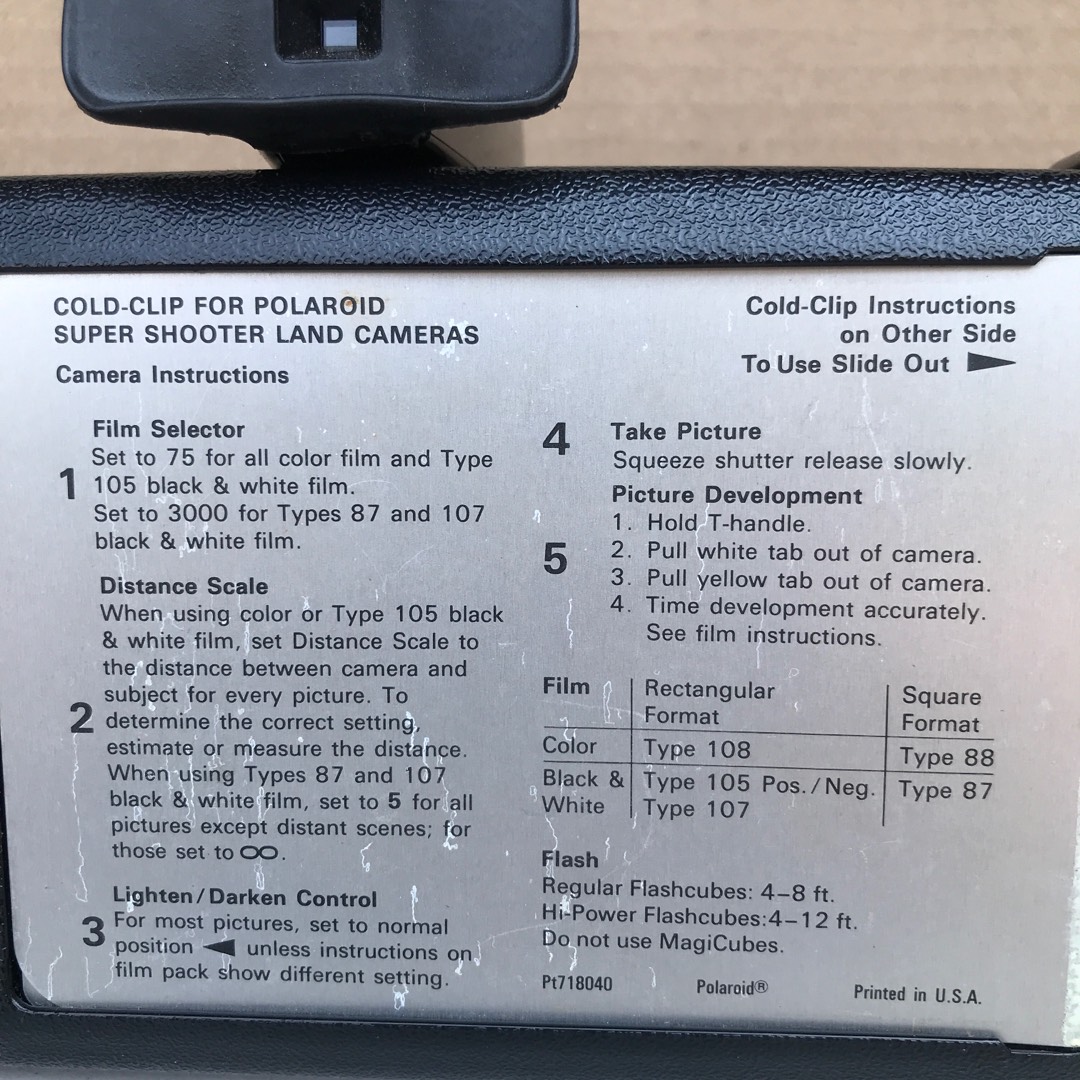 COLD-CLIP FOR POLAROID
SUPER SHOOTER LAND CAMERAS
Camera Instructions
Cold-Clip Instructions
on Other Side
To Use Slide Out
1
Film Selector
Set to 75 for all color film and Type
105 black & white film.
Set to 3000 for Types 87 and 107
black & white film.
2
Distance Scale
When using color or Type 105 black
& white film, set Distance Scale to
the distance between camera and
subject for every picture. To
determine the correct setting,
estimate or measure the distance.
When using Types 87 and 107
black & white film, set to 5 for all
pictures except distant scenes; for
those set to ∞.
3
Lighten/Darken Control
For most pictures, set to normal
position ◄ unless instructions on
film pack show different setting.
4
Take Picture
Squeeze shutter release slowly.
5
Picture Development
1. Hold T-handle.
2. Pull white tab out of camera.
3. Pull yellow tab out of camera.
4. Time development accurately.
See film instructions.
Film | Rectangular Format | Square Format
Color | Type 108 | Type 88
Black & White | Type 105 Pos./Neg. Type 107 | Type 87
Flash
Regular Flashcubes: 4–8 ft.
Hi-Power Flashcubes:4–12 ft.
Do not use MagiCubes.
Pt718040 Polaroid® Printed in U.S.A.